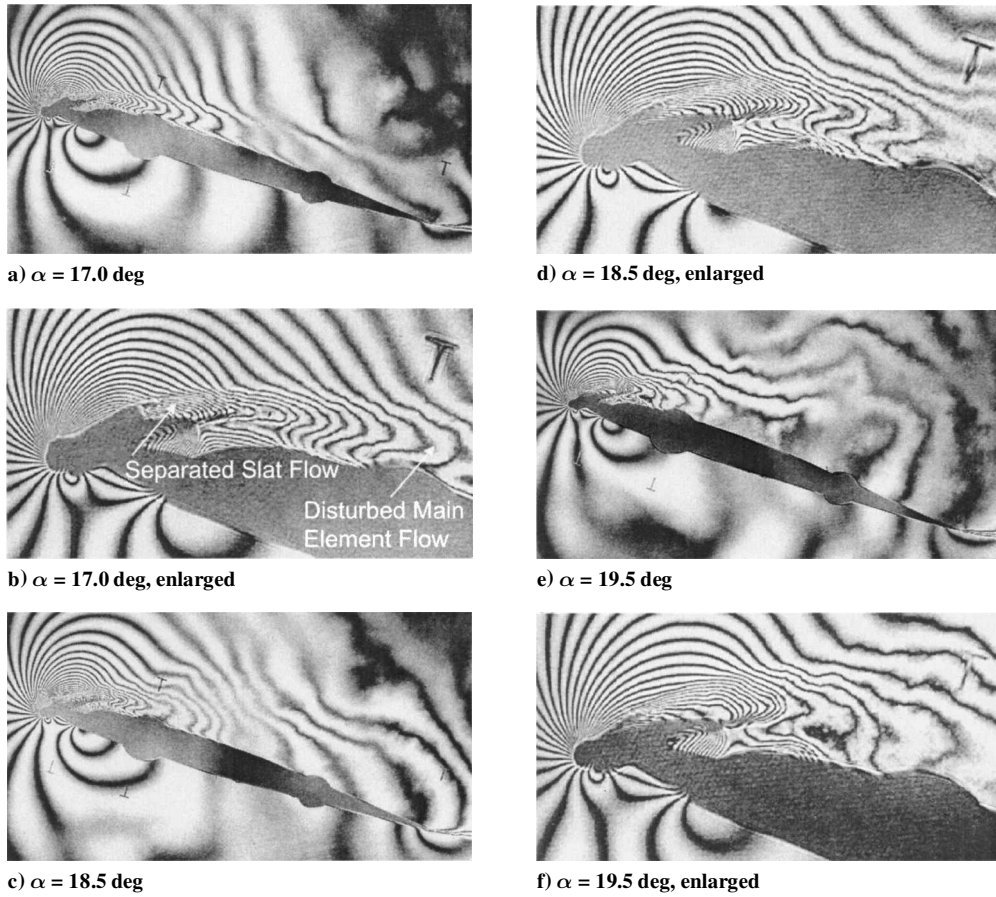 a) α = 17.0 deg
Separated Slat Flow
Disturbed Main
Element Flow
b) α = 17.0 deg, enlarged
c) α = 18.5 deg
d) α = 18.5 deg, enlarged
e) α = 19.5 deg
f) α = 19.5 deg, enlarged